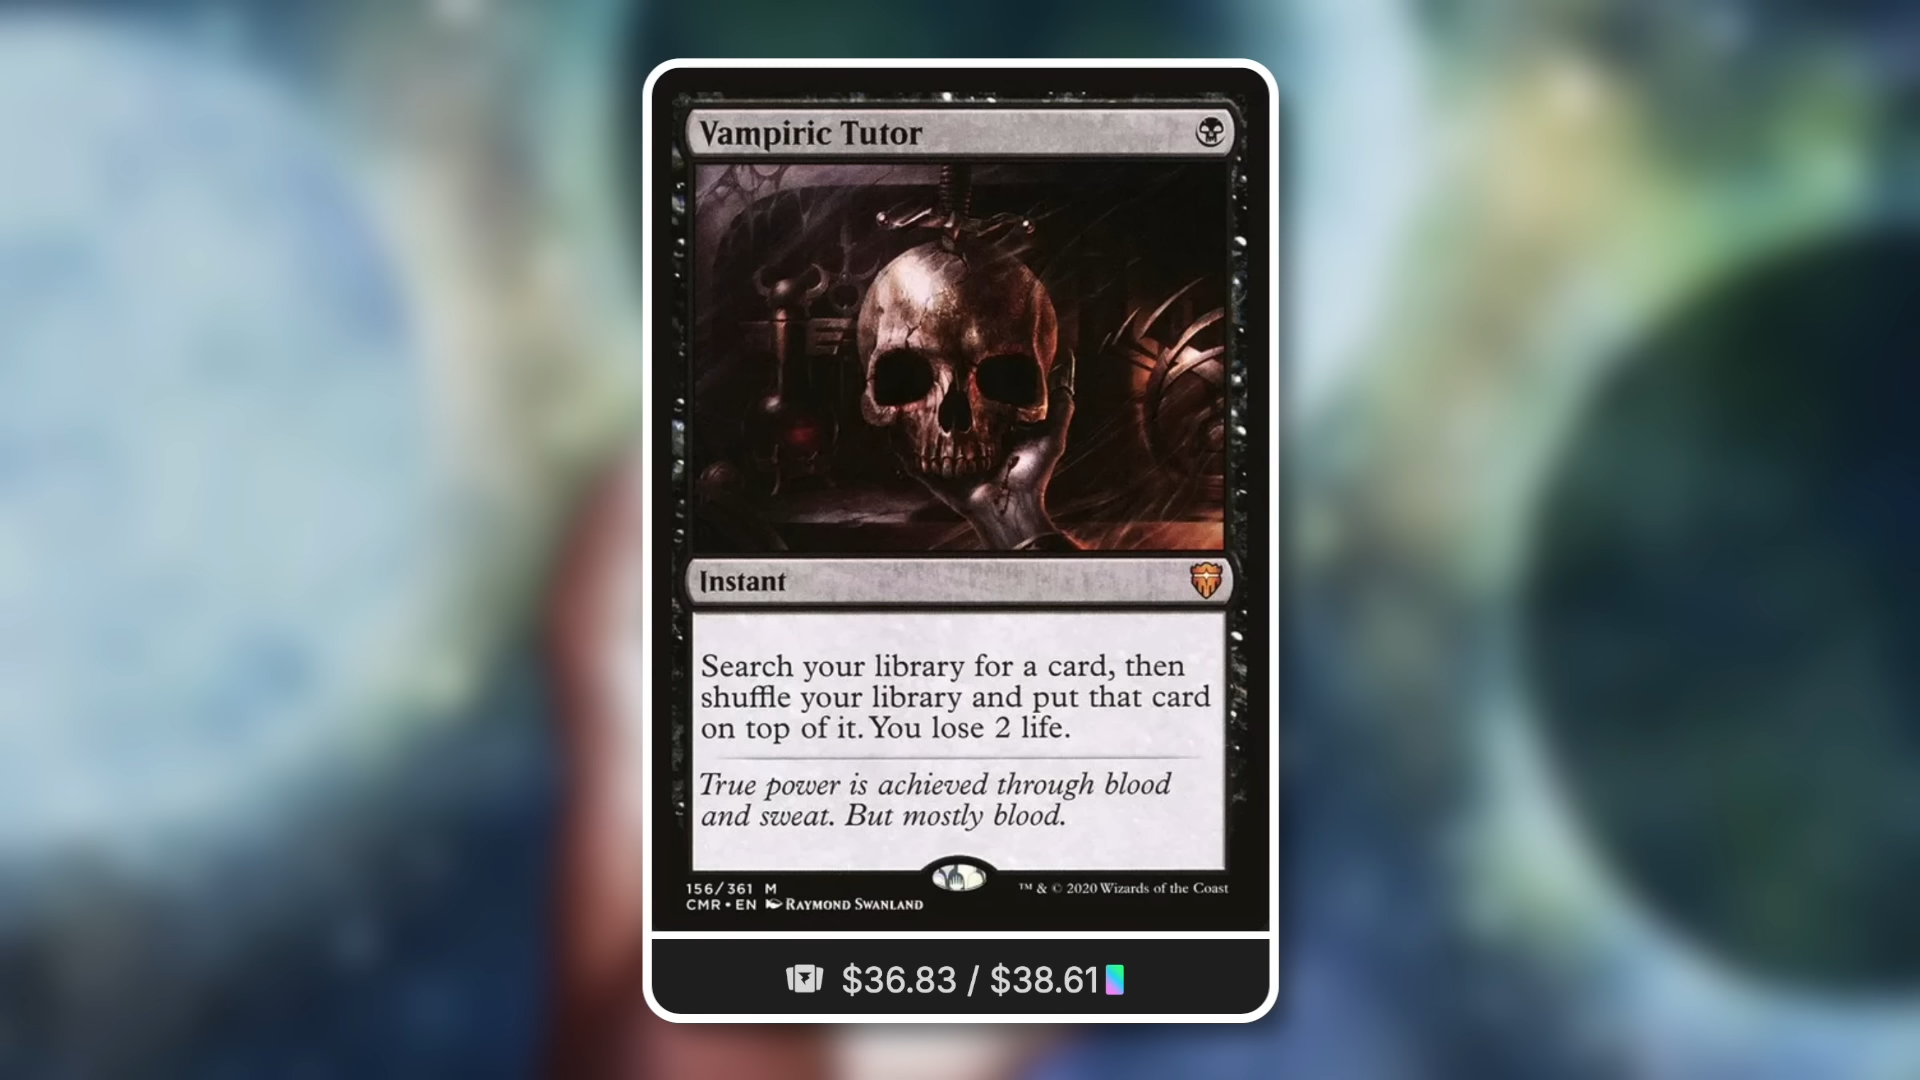 Vampiric Tutor
Instant
Search your library for a card, then
shuffle your library and put that card
on top of it. You lose 2 life.
True power is achieved through blood
and sweat. But mostly blood.
156/361 M
™ & © 2020 Wizards of the Coast
CMR • EN Raymond Swanland
$36.83 / $38.61